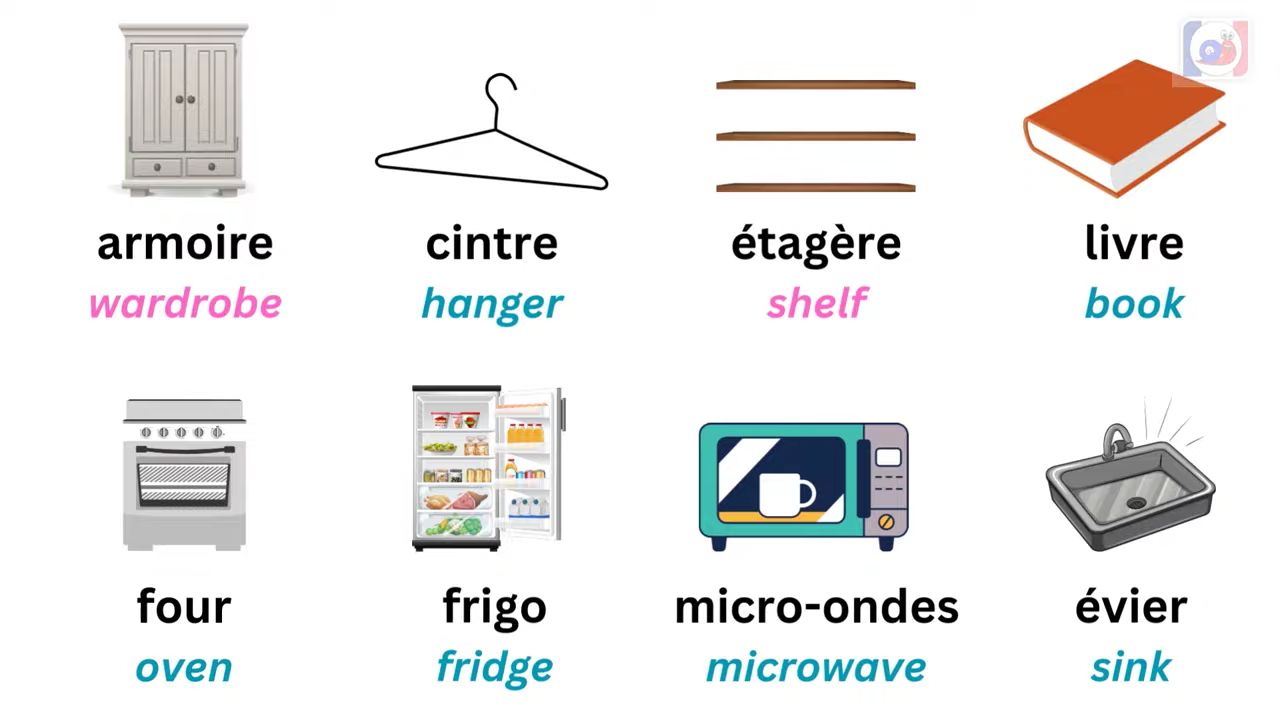 armoire
wardrobe
cintre
hanger
étagère
shelf
livre
book
four
oven
frigo
fridge
micro-ondes
microwave
évier
sink